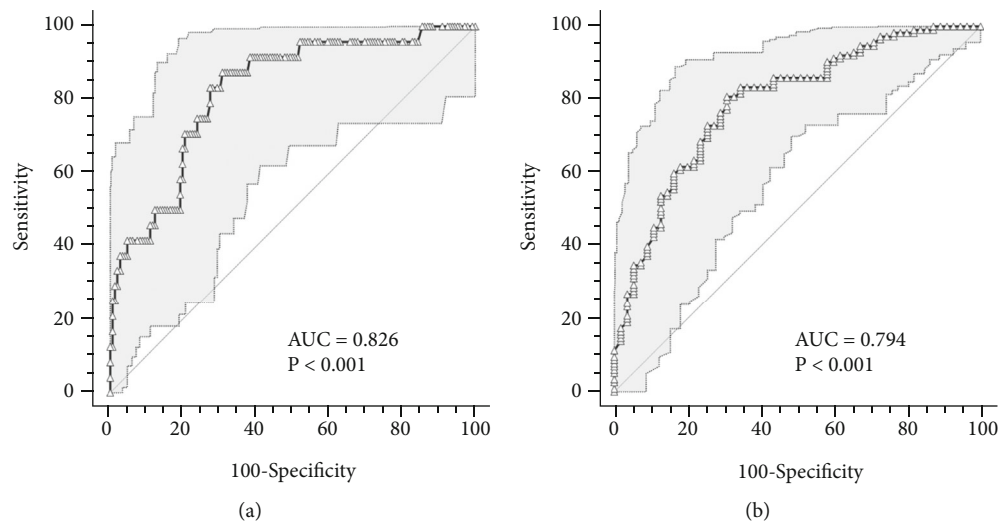 100
80
60
40
20
0
Sensitivity
AUC = 0.826
P < 0.001
0 20 40 60 80 100
100-Specificity
(a)
100
80
60
40
20
0
Sensitivity
AUC = 0.794
P < 0.001
0 20 40 60 80 100
100-Specificity
(b)